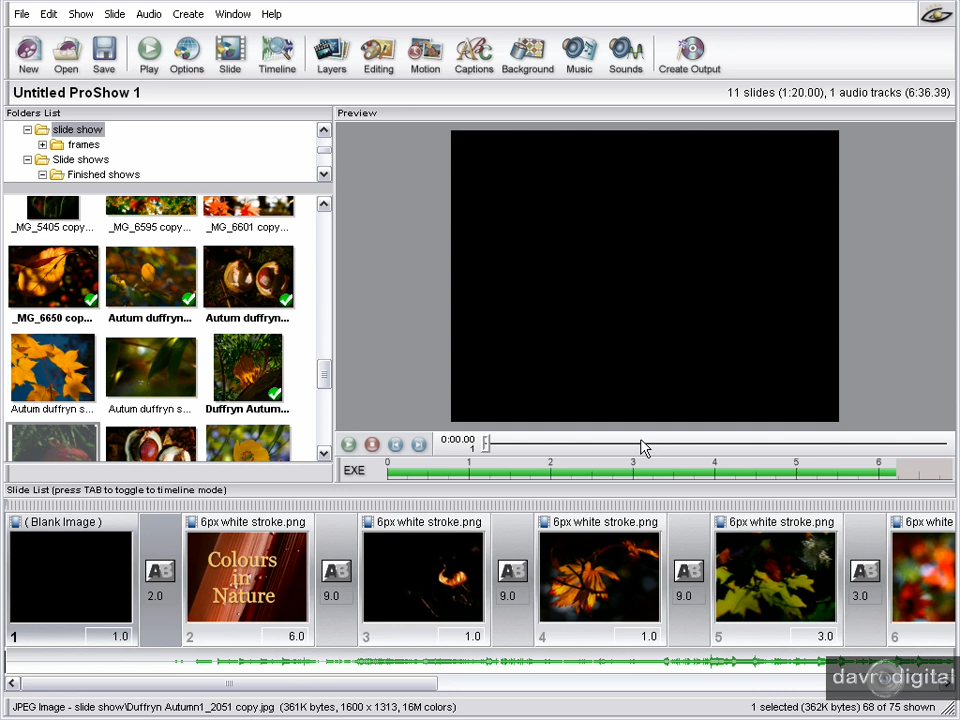 File Edit Show Slide Audio Create Window Help
New Open Save Play Options Slide Timeline Layers Editing Motion Captions Background Music Sounds Create Output
Untitled ProShow 1
11 slides (1:20.00), 1 audio tracks (6:36.39)
Folders List
Preview
slide show
frames
Slide shows
Finished shows
_MG_5405 copy... _MG_6595 copy... _MG_6601 copy...
_MG_6650 cop... Autum duffryn... Autum duffryn...
Autum duffryn s... Autum duffryn s... Duffryn Autum...
0:00.00
1
EXE 0 1 2 3 4 5 6
Slide List (press TAB to toggle to timeline mode)
( Blank Image ) 6px white stroke.png 6px white stroke.png 6px white stroke.png 6px white stroke.png 6px white
Colours
in
Nature
AB AB AB AB AB
2.0 9.0 9.0 9.0 3.0
1 1.0 2 6.0 3 1.0 4 1.0 5 3.0 6
davrodigital
JPEG Image - slide show\Duffryn Autumn1_2051 copy.jpg (361K bytes, 1600 x 1313, 16M colors)
1 selected (362K bytes) 68 of 75 shown